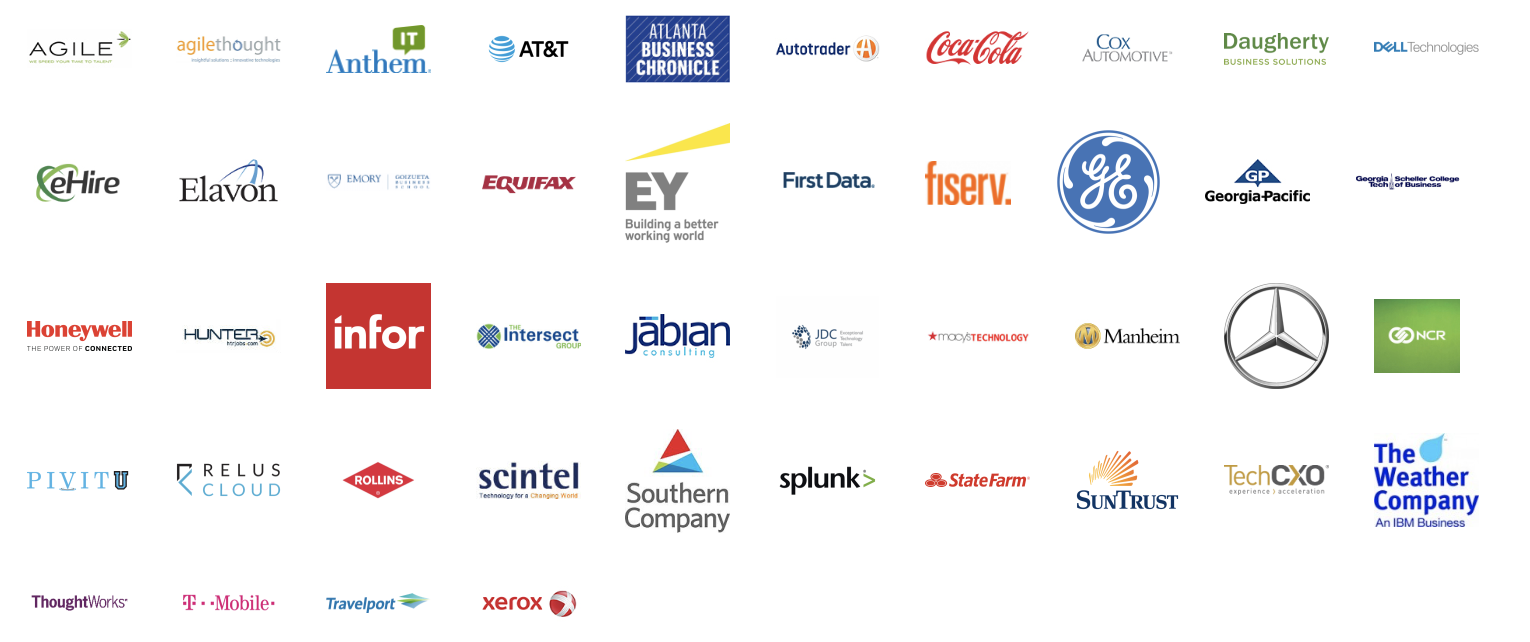 AGILE
WE SPEED YOUR TIME TO TALENT
agilethought
insightful solutions | innovative technologies
IT
Anthem
AT&T
ATLANTA
BUSINESS
CHRONICLE
Autotrader
Coca-Cola
COX
AUTOMOTIVE
Daugherty
BUSINESS SOLUTIONS
DELLTechnologies
eHire
Elavon
EMORY
GOIZUETA
BUSINESS
SCHOOL
EQUIFAX
EY
Building a better
working world
First Data.
fiserv.
GE
GP
Georgia-Pacific
Georgia Tech
Scheller College
of Business
Honeywell
THE POWER OF CONNECTED
HUNTER
htrjobs.com
infor
THE
Intersect
GROUP
jabian
consulting
JDC
Group
Exceptional
Technology
Talent
macy's TECHNOLOGY
Manheim
NCR
PIVIT U
RELUS
CLOUD
ROLLINS
scintel
Technology for a Changing World
Southern
Company
splunk>
State Farm
SUNTRUST
TechCXO
experience } acceleration
The
Weather
Company
An IBM Business
ThoughtWorks
T··Mobile·
Travelport
xerox